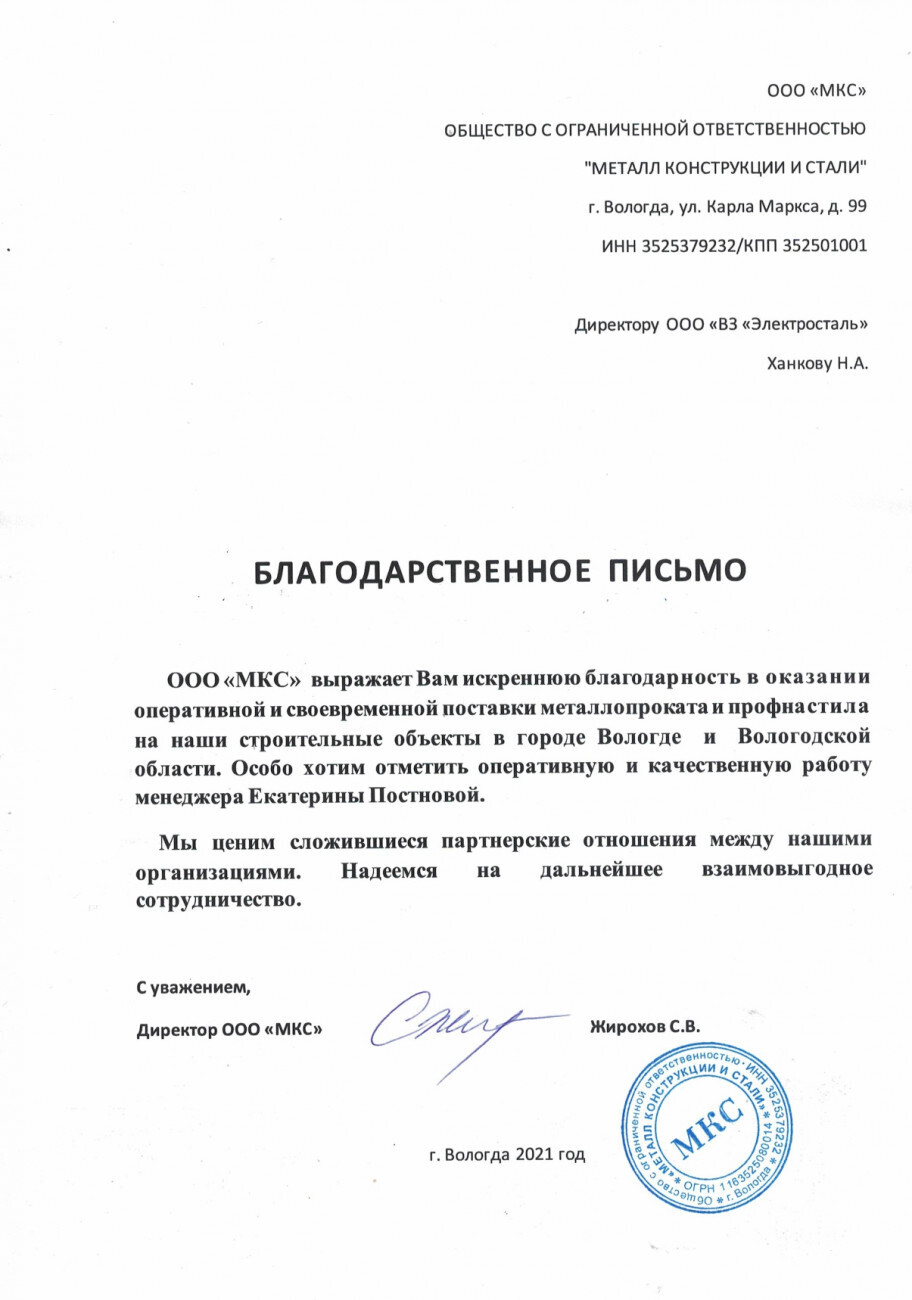 ООО «МКС»
ОБЩЕСТВО С ОГРАНИЧЕННОЙ ОТВЕТСТВЕННОСТЬЮ
"МЕТАЛЛ КОНСТРУКЦИИ И СТАЛИ"
г. Вологда, ул. Карла Маркса, д. 99
ИНН 3525379232/КПП 352501001
Директору ООО «ВЗ «Электросталь»
Ханкову Н.А.
БЛАГОДАРСТВЕННОЕ ПИСЬМО
ООО «МКС» выражает Вам искреннюю благодарность в оказании
оперативной и своевременной поставки металлопроката и профнастила
на наши строительные объекты в городе Вологде и Вологодской
области. Особо хотим отметить оперативную и качественную работу
менеджера Екатерины Постновой.
Мы ценим сложившиеся партнерские отношения между нашими
организациями. Надеемся на дальнейшее взаимовыгодное
сотрудничество.
С уважением,
Директор ООО «МКС»
Жирохов С.В.
г. Вологда 2021 год
Общество с ограниченной ответственностью · ИНН 3525379232 * г. Вологда *
«МЕТАЛЛ КОНСТРУКЦИИ И СТАЛИ» * ОГРН 1163525080014 *
МКС